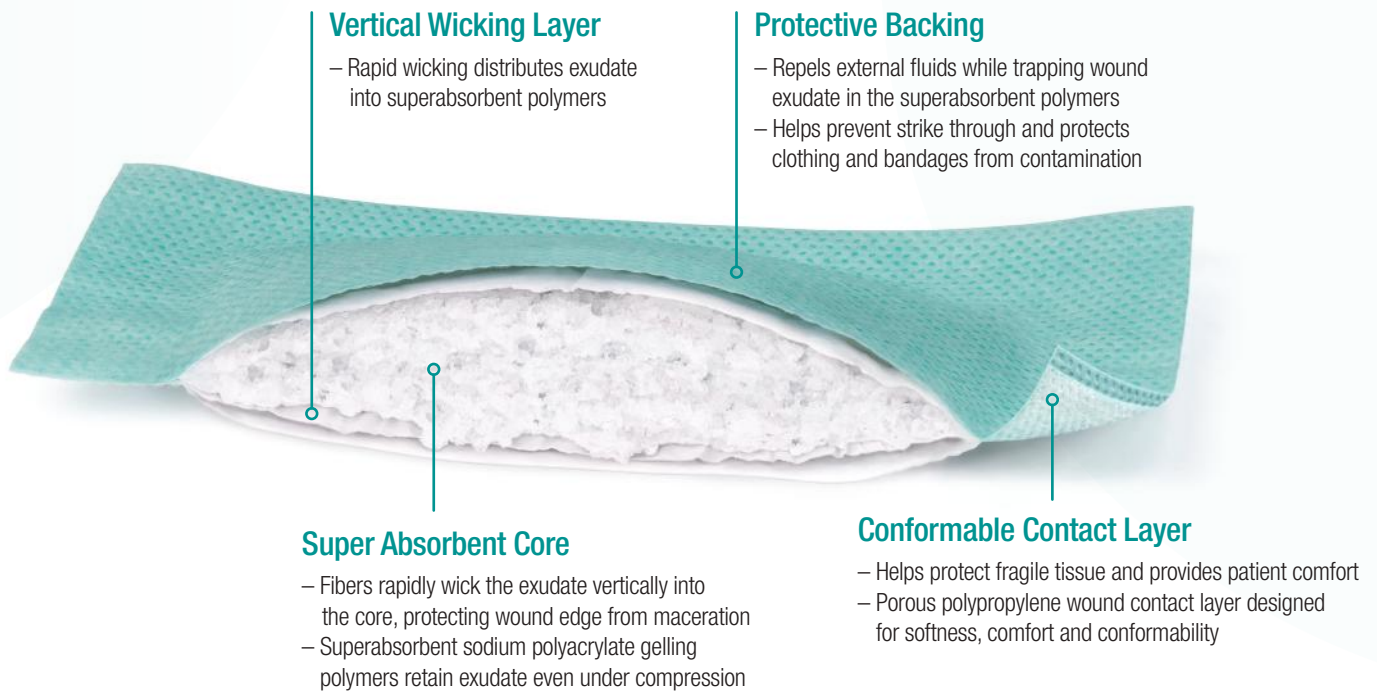 Vertical Wicking Layer
– Rapid wicking distributes exudate
into superabsorbent polymers
Protective Backing
– Repels external fluids while trapping wound
exudate in the superabsorbent polymers
– Helps prevent strike through and protects
clothing and bandages from contamination
Super Absorbent Core
– Fibers rapidly wick the exudate vertically into
the core, protecting wound edge from maceration
– Superabsorbent sodium polyacrylate gelling
polymers retain exudate even under compression
Conformable Contact Layer
– Helps protect fragile tissue and provides patient comfort
– Porous polypropylene wound contact layer designed
for softness, comfort and conformability